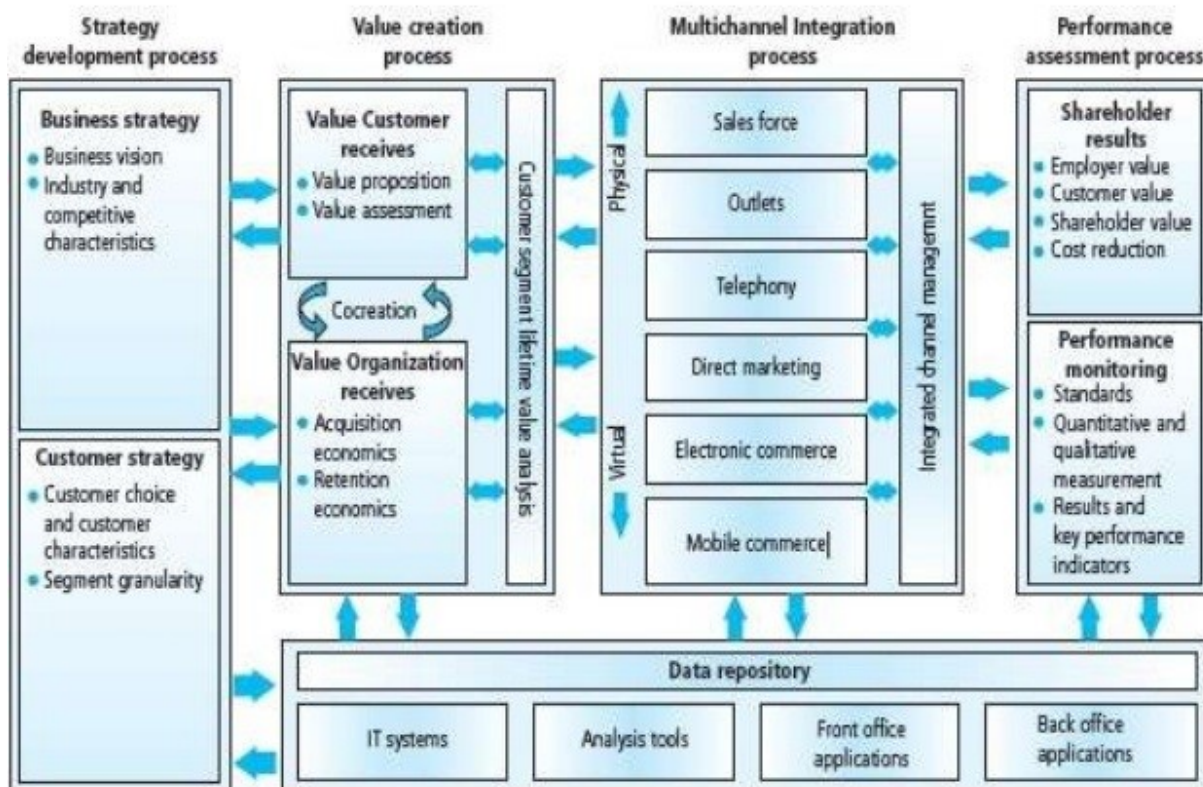 Strategy
development process
Business strategy
Business vision
Industry and
competitive
characteristics
Customer strategy
Customer choice
and customer
characteristics
Segment granularity
Value creation
process
Value Customer
receives
Value proposition
Value assessment
Cocreation
Value Organization
receives
Acquisition
economics
Retention
economics
Customer segment lifetime value analysis
Multichannel Integration
process
Physical
Virtual
Sales force
Outlets
Telephony
Direct marketing
Electronic commerce
Mobile commerce
Integrated channel managemnt
Performance
assessment process
Shareholder
results
Employer value
Customer value
Shareholder value
Cost reduction
Performance
monitoring
Standards
Quantitative and
qualitative
measurement
Results and
key performance
indicators
Data repository
IT systems
Analysis tools
Front office
applications
Back office
applications